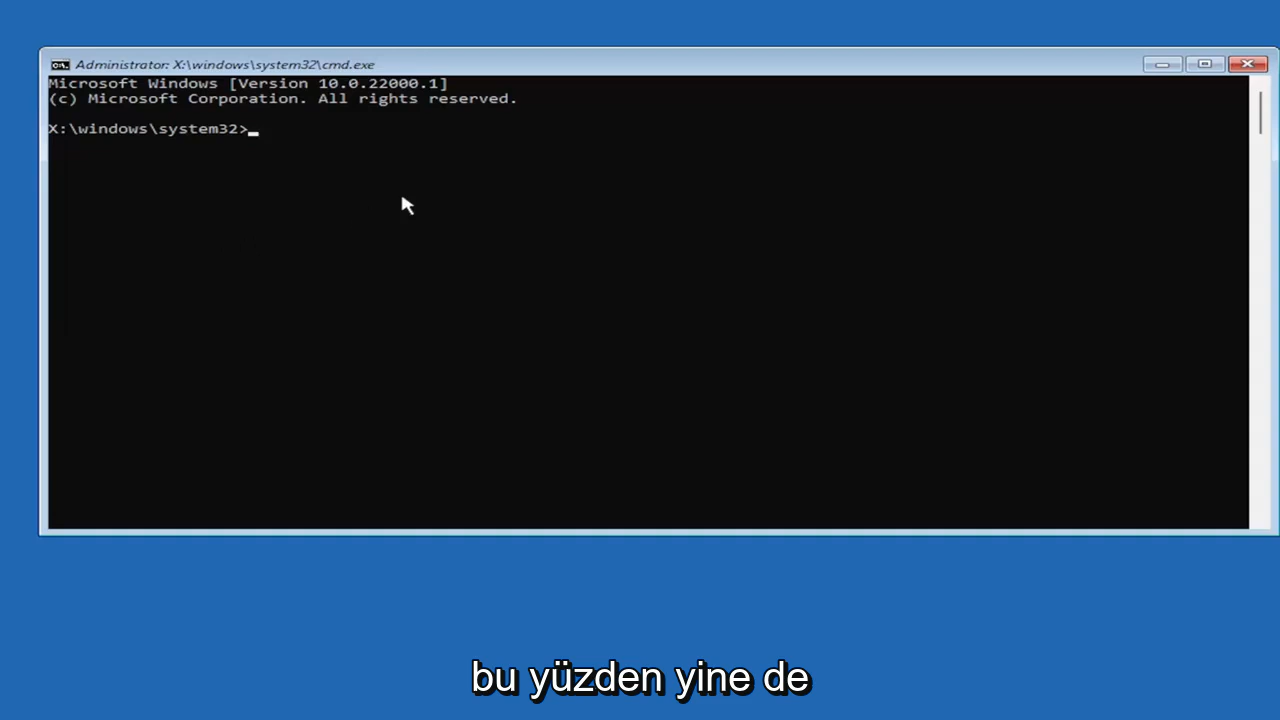 Administrator: X:\windows\system32\cmd.exe
Microsoft Windows [Version 10.0.22000.1]
(c) Microsoft Corporation. All rights reserved.
X:\windows\system32>
bu yüzden yine de